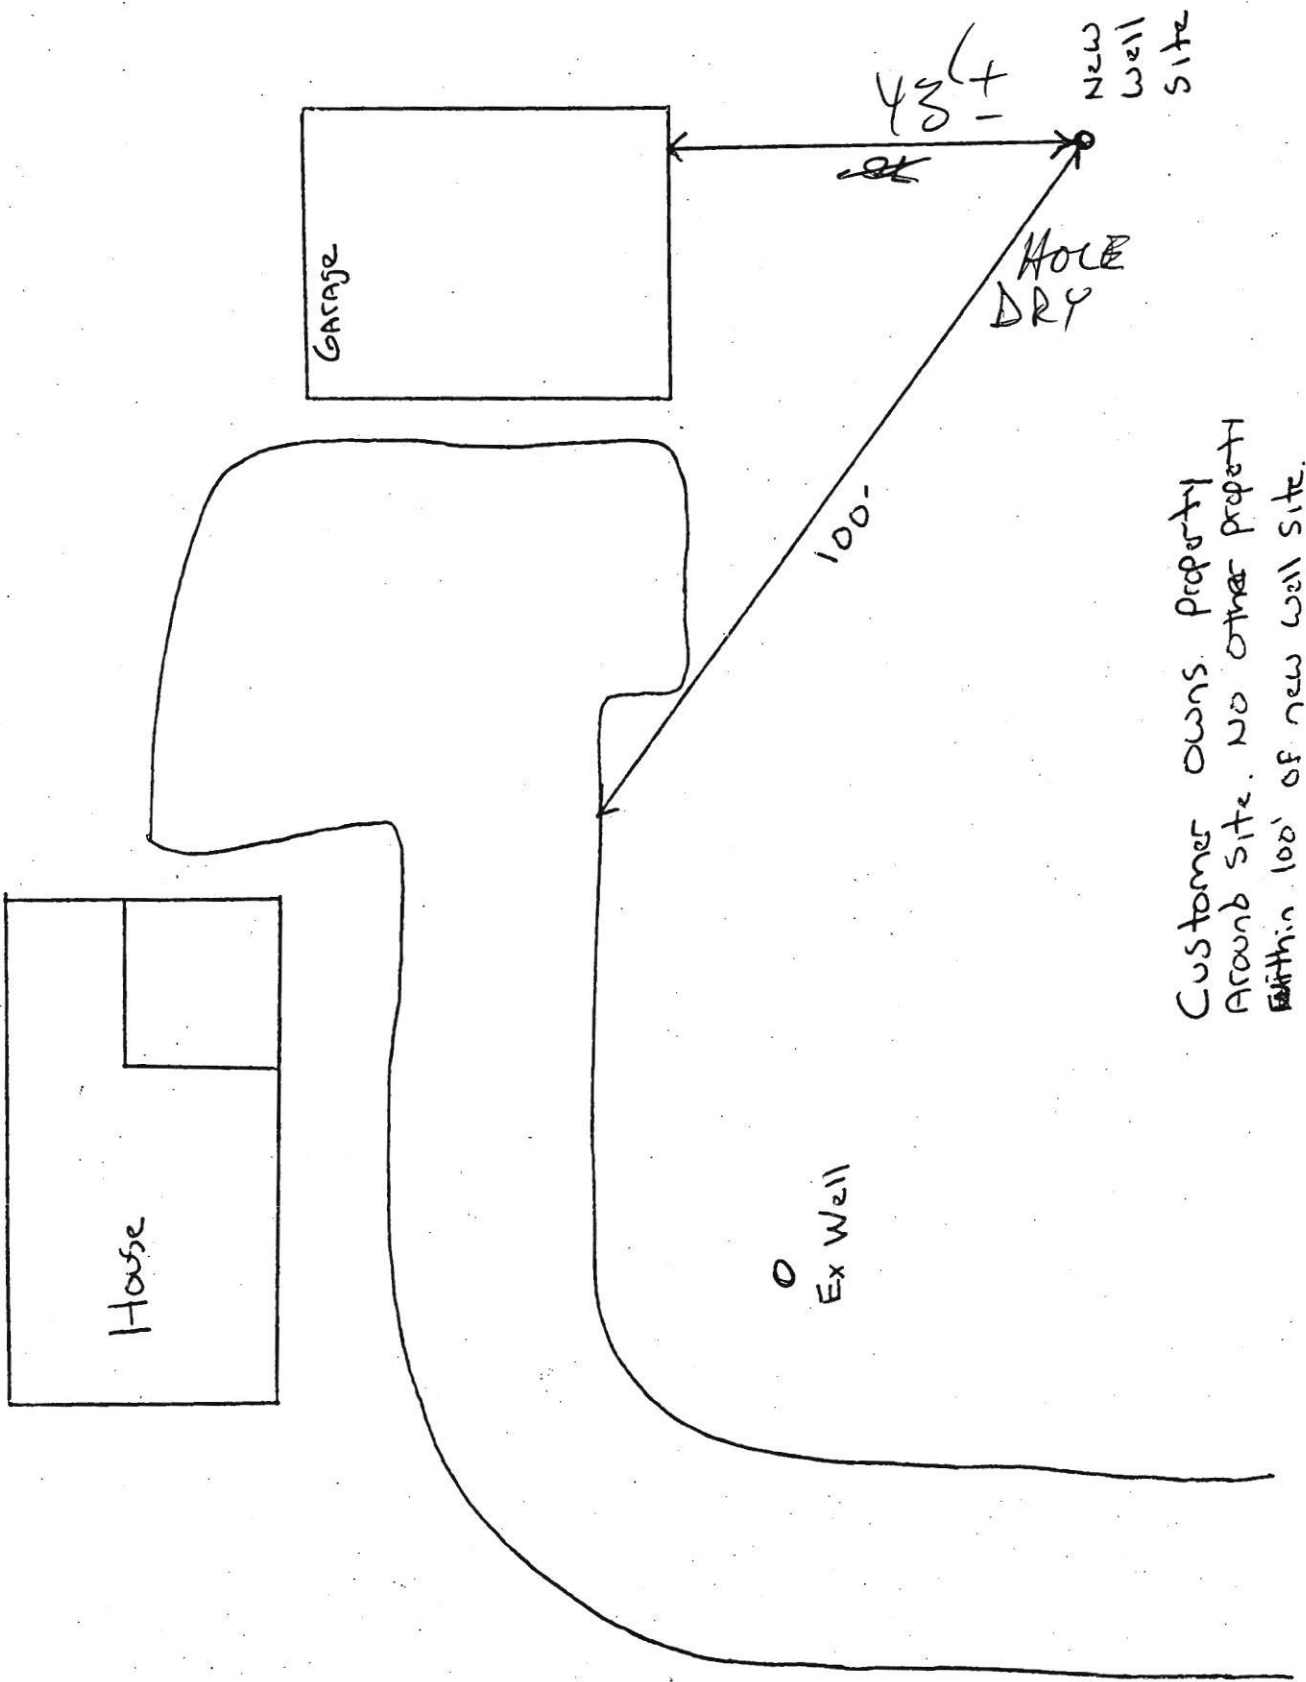 House
Garage
Ex Well
100-
43'±
HOLE
DRY
New
Well
Site
Customer owns property
Around Site. No other property
Within 100' of new well site.